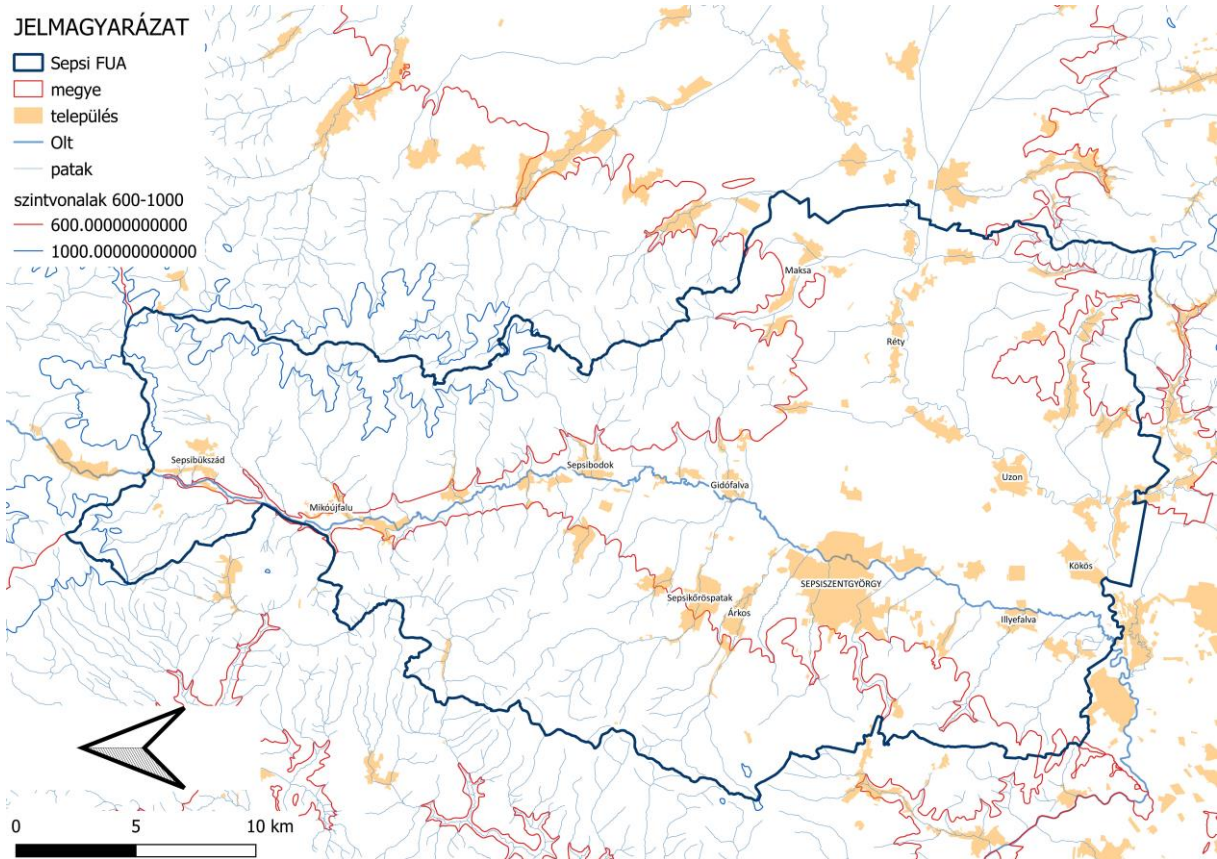 JELMAGYARÁZAT
Sepsi FUA
megye
település
Olt
patak
szintvonalak 600-1000
600.00000000000
1000.00000000000
Maksa
Réty
Sepsibükszád
Sepsibodok
Gidófalva
Uzon
Mikóújfalu
Kökös
SEPSISZENTGYÖRGY
Sepsikőröspatak
Árkos
Illyefalva
0 5 10 km